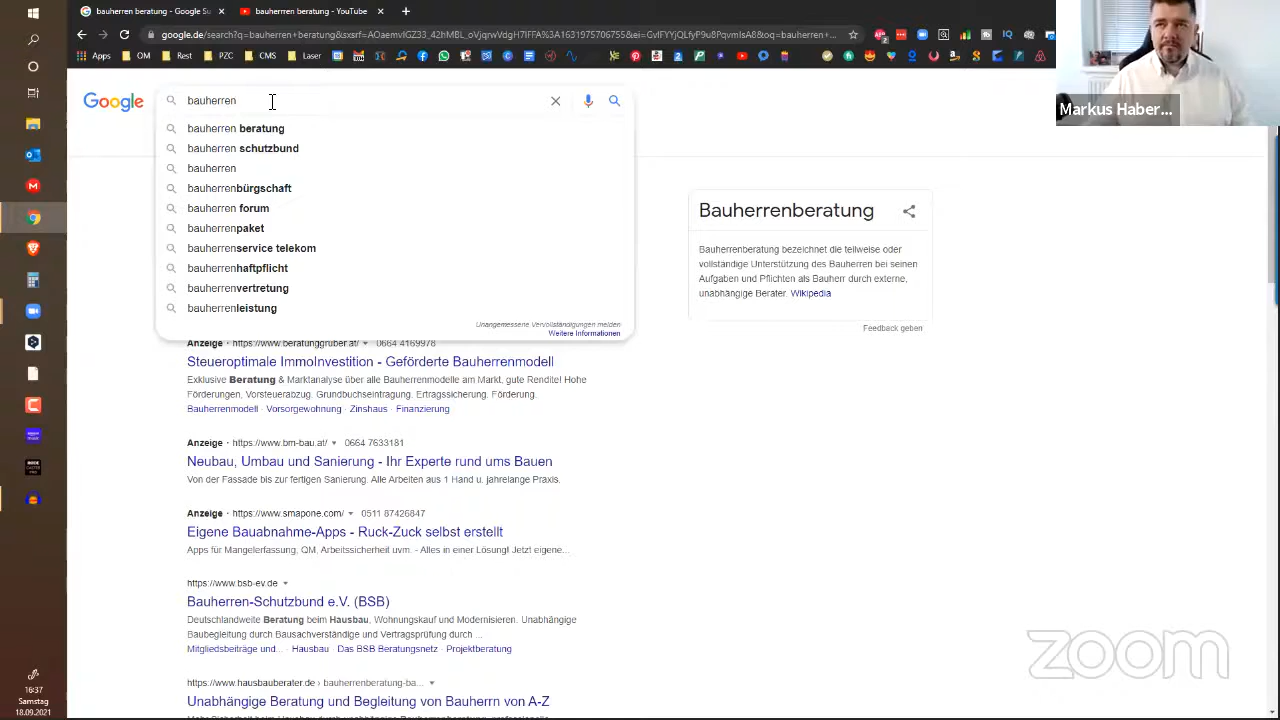 bauherren beratung - Google Su
bauherren beratung - YouTube
Apps
DM
Rest
CMS
Laser
Markus Haber...
Google
bauherren
bauherren beratung
bauherren schutzbund
bauherren
bauherrenbürgschaft
bauherren forum
bauherrenpaket
bauherrenservice telekom
bauherrenhaftpflicht
bauherrenvertretung
bauherrenleistung
Unangemessene Vervollständigungen melden
Weitere Informationen
Bauherrenberatung
Bauherrenberatung bezeichnet die teilweise oder
vollständige Unterstützung des Bauherren bei seinen
Aufgaben und Pflichten als Bauherr durch externe,
unabhängige Berater. Wikipedia
Feedback geben
Anzeige · https://www.beratunggruber.at/ 0664 4169978
Steueroptimale ImmoInvestition - Geförderte Bauherrenmodell
Exklusive Beratung & Marktanalyse über alle Bauherrenmodelle am Markt, gute Rendite! Hohe
Förderungen, Vorsteuerabzug, Grundbuchseintragung. Ertragssicherung. Förderung.
Bauherrenmodell · Vorsorgewohnung · Zinshaus · Finanzierung
Anzeige · https://www.bm-bau.at/ 0664 7633181
Neubau, Umbau und Sanierung - Ihr Experte rund ums Bauen
Von der Fassade bis zur fertigen Sanierung. Alle Arbeiten aus 1 Hand u. jahrelange Praxis.
Anzeige · https://www.smapone.com/ 0511 87426847
Eigene Bauabnahme-Apps - Ruck-Zuck selbst erstellt
Apps für Mängelerfassung, QM, Arbeitssicherheit uvm. - Alles in einer Lösung! Jetzt eigene...
https://www.bsb-ev.de
Bauherren-Schutzbund e.V. (BSB)
Deutschlandweite Beratung beim Hausbau, Wohnungskauf und Modernisieren. Unabhängige
Baubegleitung durch Bausachverständige und Vertragsprüfung durch ...
Mitgliedsbeiträge und... · Hausbau · Das BSB Beratungsnetz · Projektberatung
https://www.hausbauberater.de › bauherrenberatung-ba...
Unabhängige Beratung und Begleitung von Bauherrn von A-Z
zoom
16:37
Samstag
18.09.2021